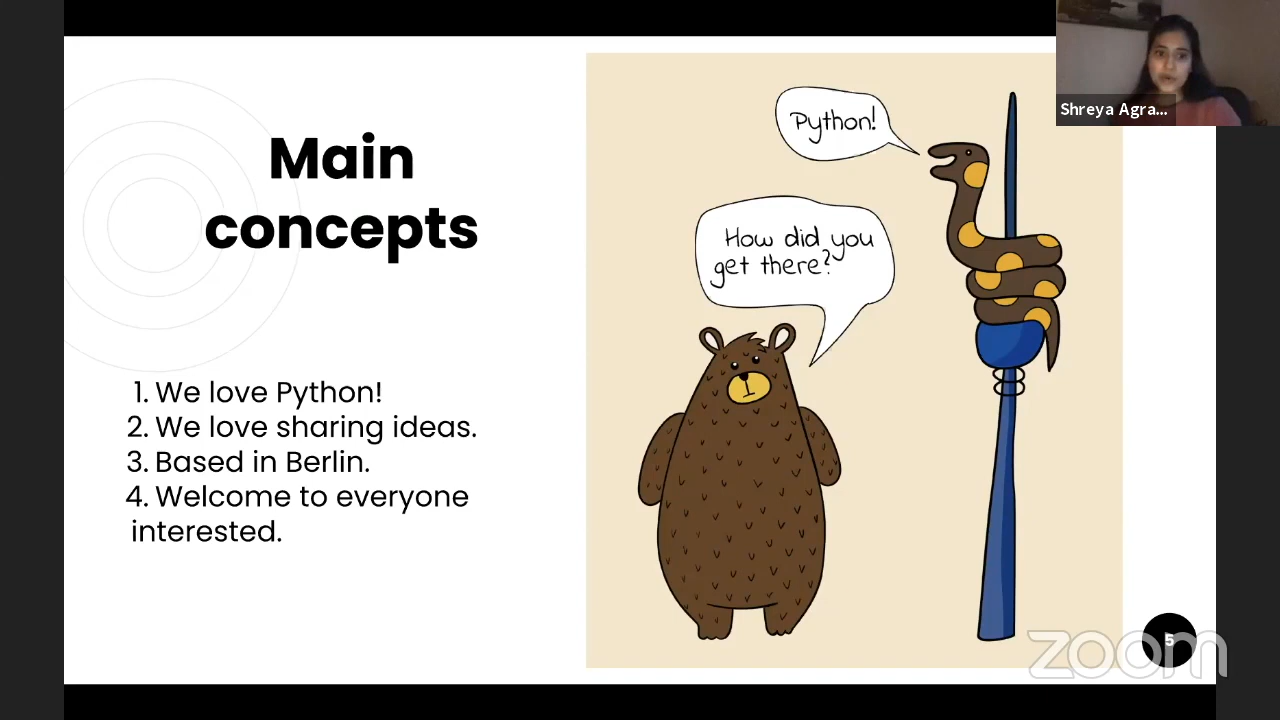 Main
concepts
1. We love Python!
2. We love sharing ideas.
3. Based in Berlin.
4. Welcome to everyone
interested.
Python!
How did you
get there?
Shreya Agra...
5
zoom